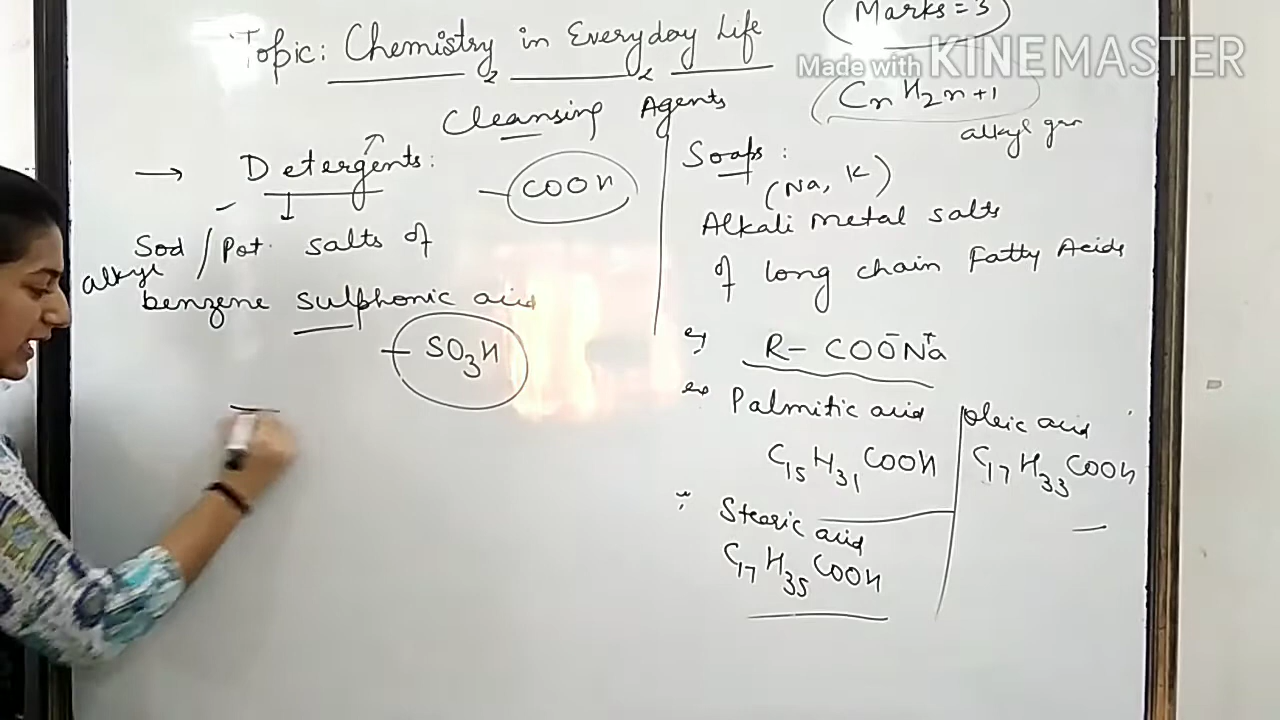 Marks = 3
Topic: Chemistry in Everyday Life
Made with KINEMASTER
CnH2n+1
alkyl
Cleansing Agents
→ Detergents:
-COOH
Sod/Pot. salts of
alkyl
benzene sulphonic acid
-SO3H
Soaps:
(Na, K)
Alkali metal salts
of long chain Fatty Acids
R-COO⁻Na⁺
Palmitic acid
C15H31COOH
oleic acid
C17H33COOH
Stearic acid
C17H35COOH